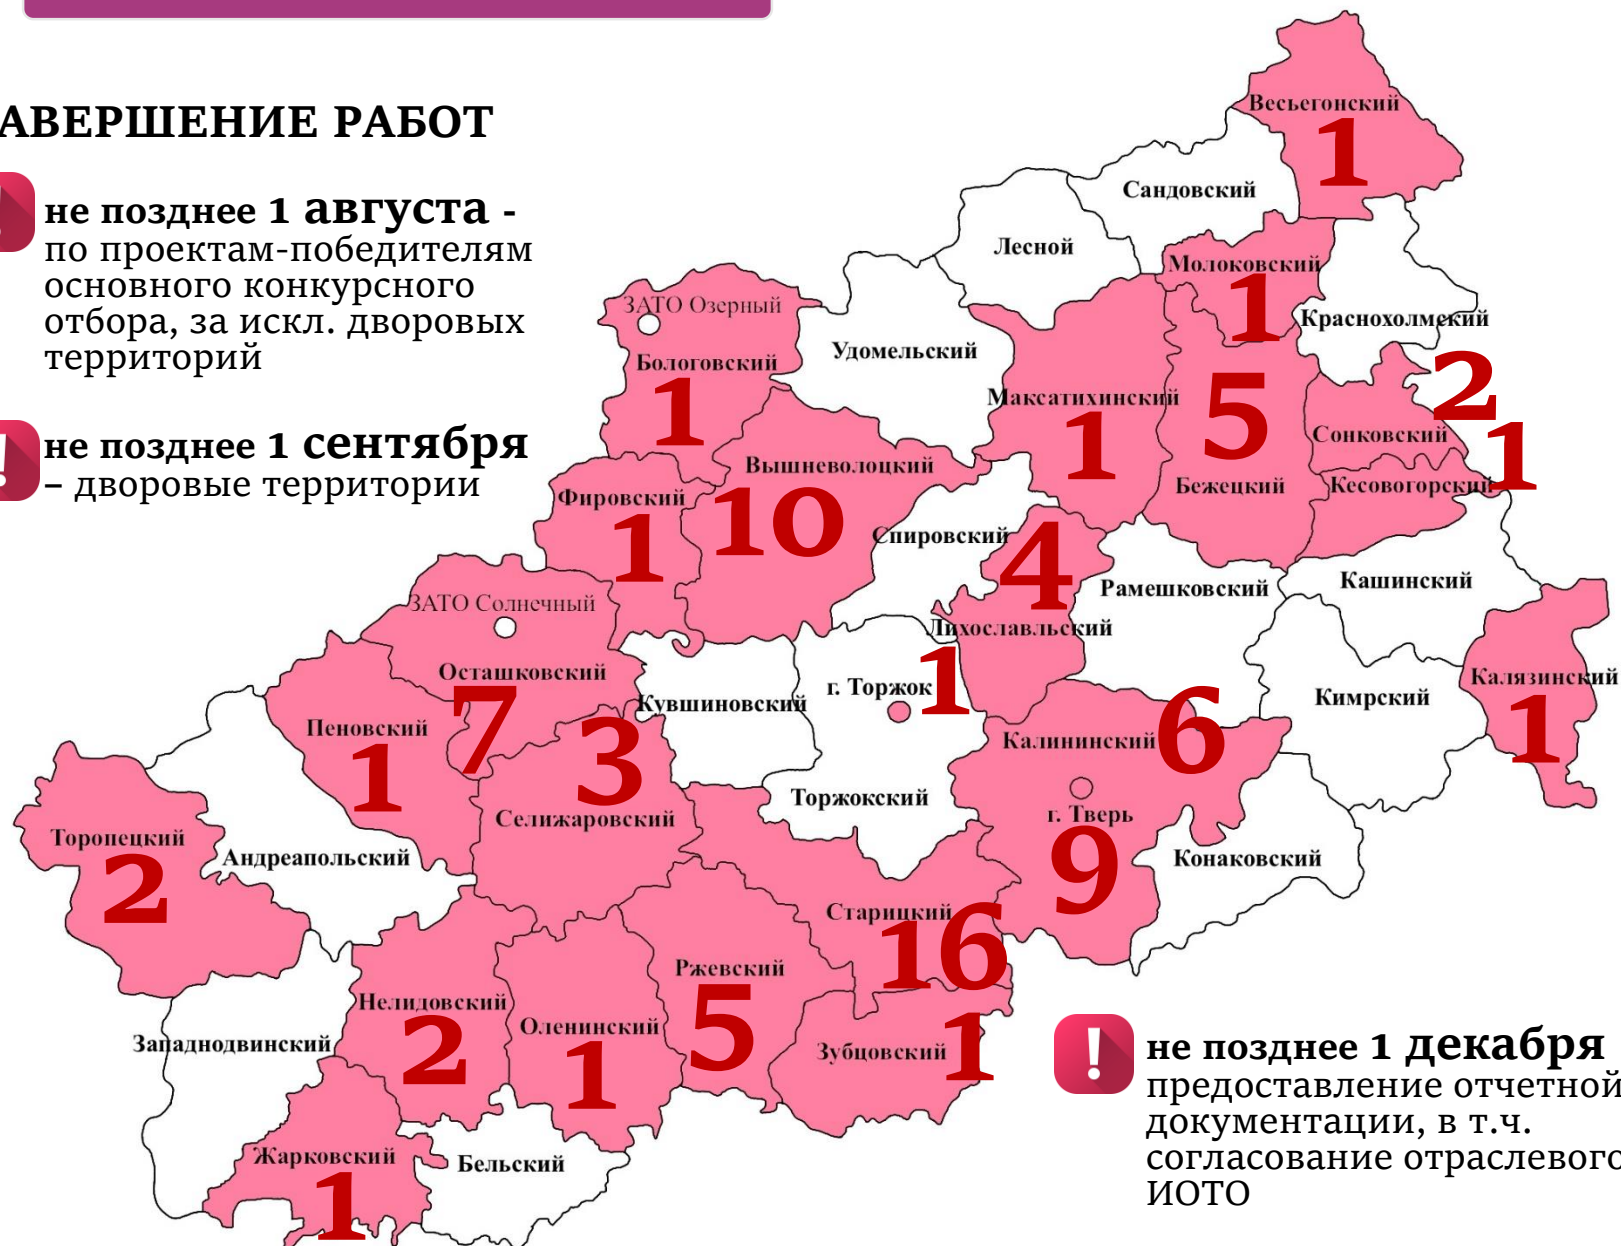 АВЕРШЕНИЕ РАБОТ
не позднее 1 августа -
по проектам-победителям
основного конкурсного
отбора, за искл. дворовых
территорий
не позднее 1 сентября
– дворовые территории
Весьегонский
1
Сандовский
Лесной
Молоковский
1
Краснохолмский
ЗАТО Озерный
Бологовский
1
Удомельский
Максатихинский
1
5
Бежецкий
2
Сонковский
1
Кесовогорский
Вышневолоцкий
10
Фировский
1
Спировский
4
Лихославльский
Рамешковский
Кашинский
ЗАТО Солнечный
Осташковский
7
Кувшиновский
г. Торжок
1
Кимрский
Калязинский
1
Пеновский
1
3
Селижаровский
Калининский
6
г. Тверь
9
Торжокский
Конаковский
Торопецкий
2
Андреапольский
Старицкий
16
Ржевский
5
Нелидовский
2
Оленинский
1
Зубцовский
1
Западнодвинский
Жарковский
1
Бельский
!
не позднее 1 декабря
предоставление отчетной
документации, в т.ч.
согласование отраслевого
ИОТО